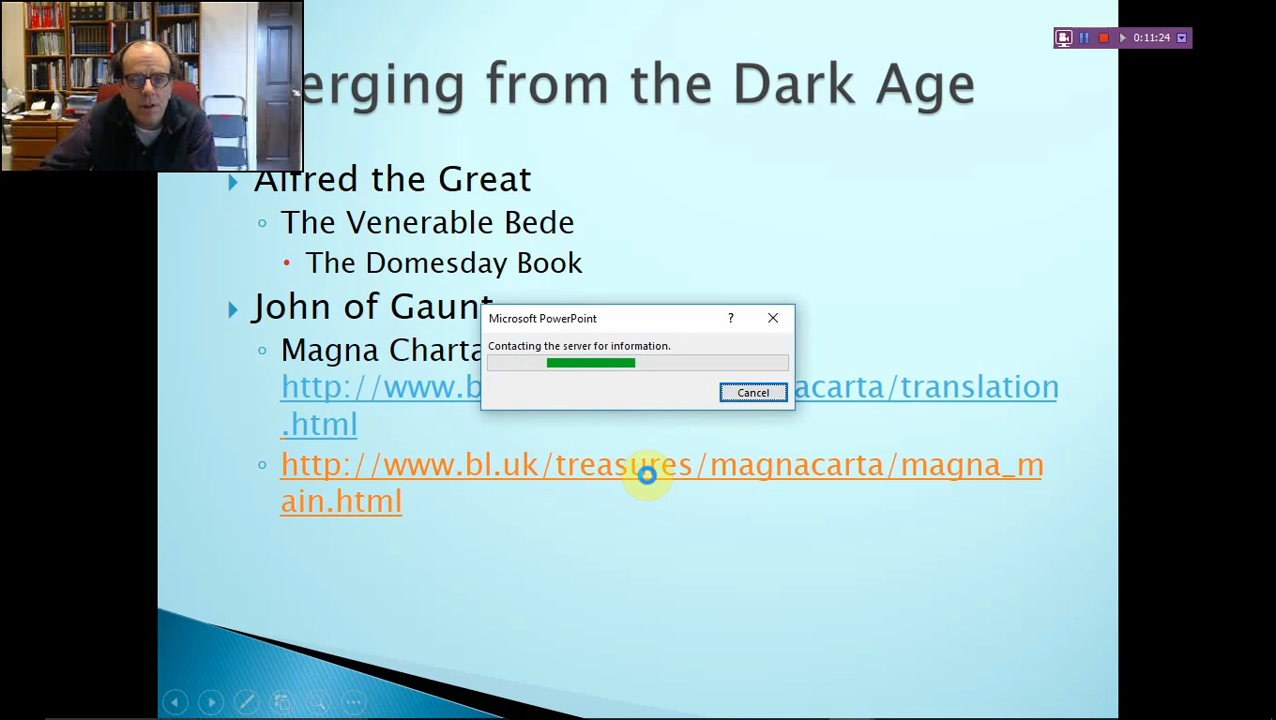 0:11:24
erging from the Dark Age
Alfred the Great
The Venerable Bede
The Domesday Book
John of Gaunt
Microsoft PowerPoint
?
Contacting the server for information.
Cancel
Magna Charta
http://www.b acarta/translation
.html
http://www.bl.uk/treasures/magnacarta/magna_m
ain.html